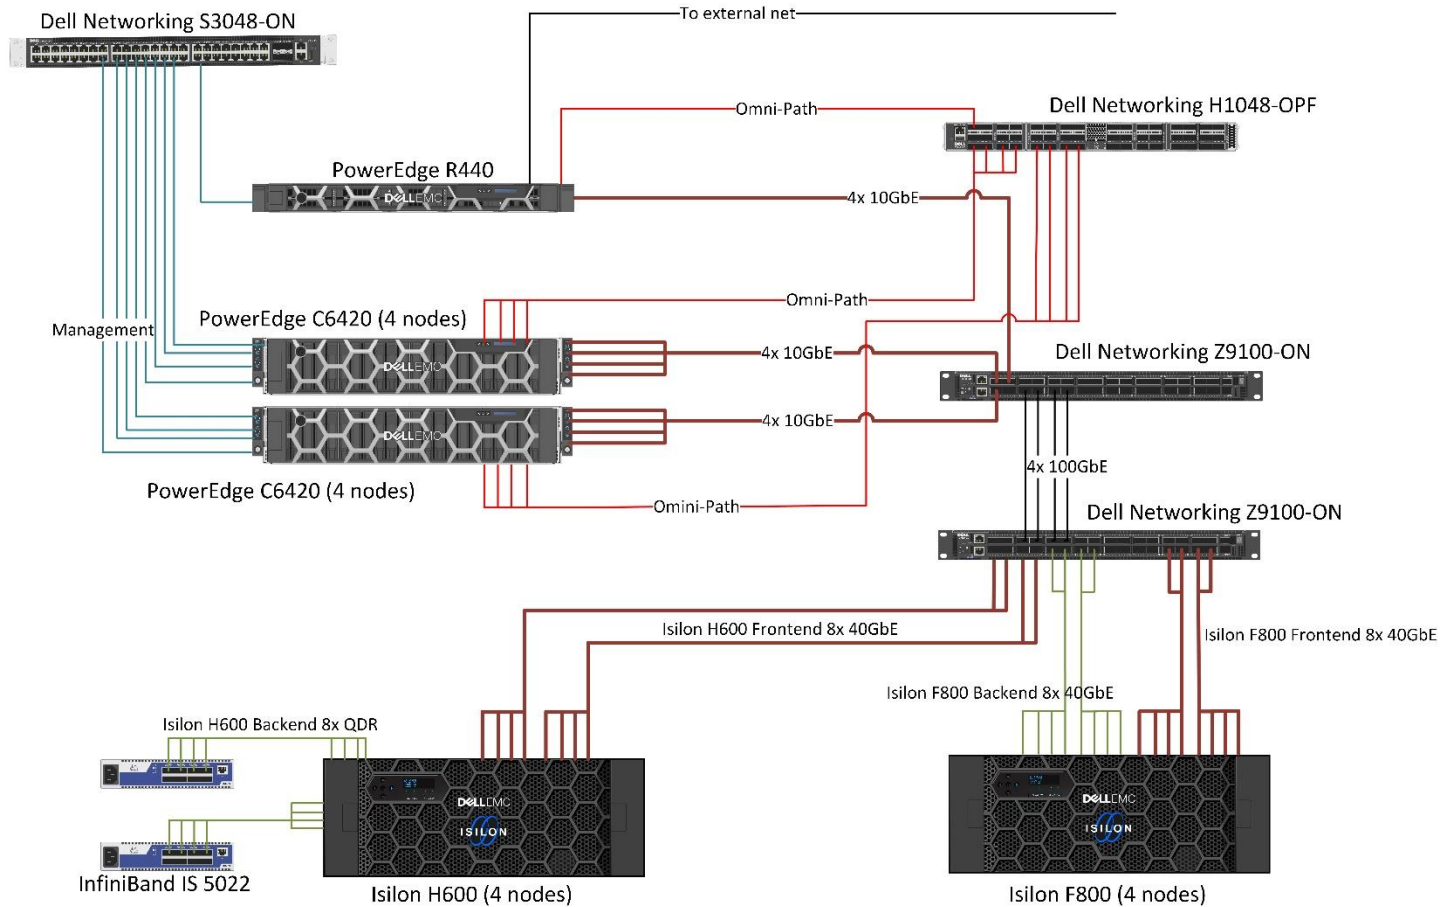 Dell Networking S3048-ON
To external net
Omni-Path
Dell Networking H1048-OPF
PowerEdge R440
DELLEMC
4x 10GbE
Omni-Path
PowerEdge C6420 (4 nodes)
Management
DELLEMC
4x 10GbE
Dell Networking Z9100-ON
DELLEMC
4x 10GbE
4x 100GbE
PowerEdge C6420 (4 nodes)
Omini-Path
Dell Networking Z9100-ON
Isilon H600 Frontend 8x 40GbE
Isilon F800 Frontend 8x 40GbE
Isilon F800 Backend 8x 40GbE
Isilon H600 Backend 8x QDR
DELLEMC
ISILON
DELLEMC
ISILON
InfiniBand IS 5022
Isilon H600 (4 nodes)
Isilon F800 (4 nodes)